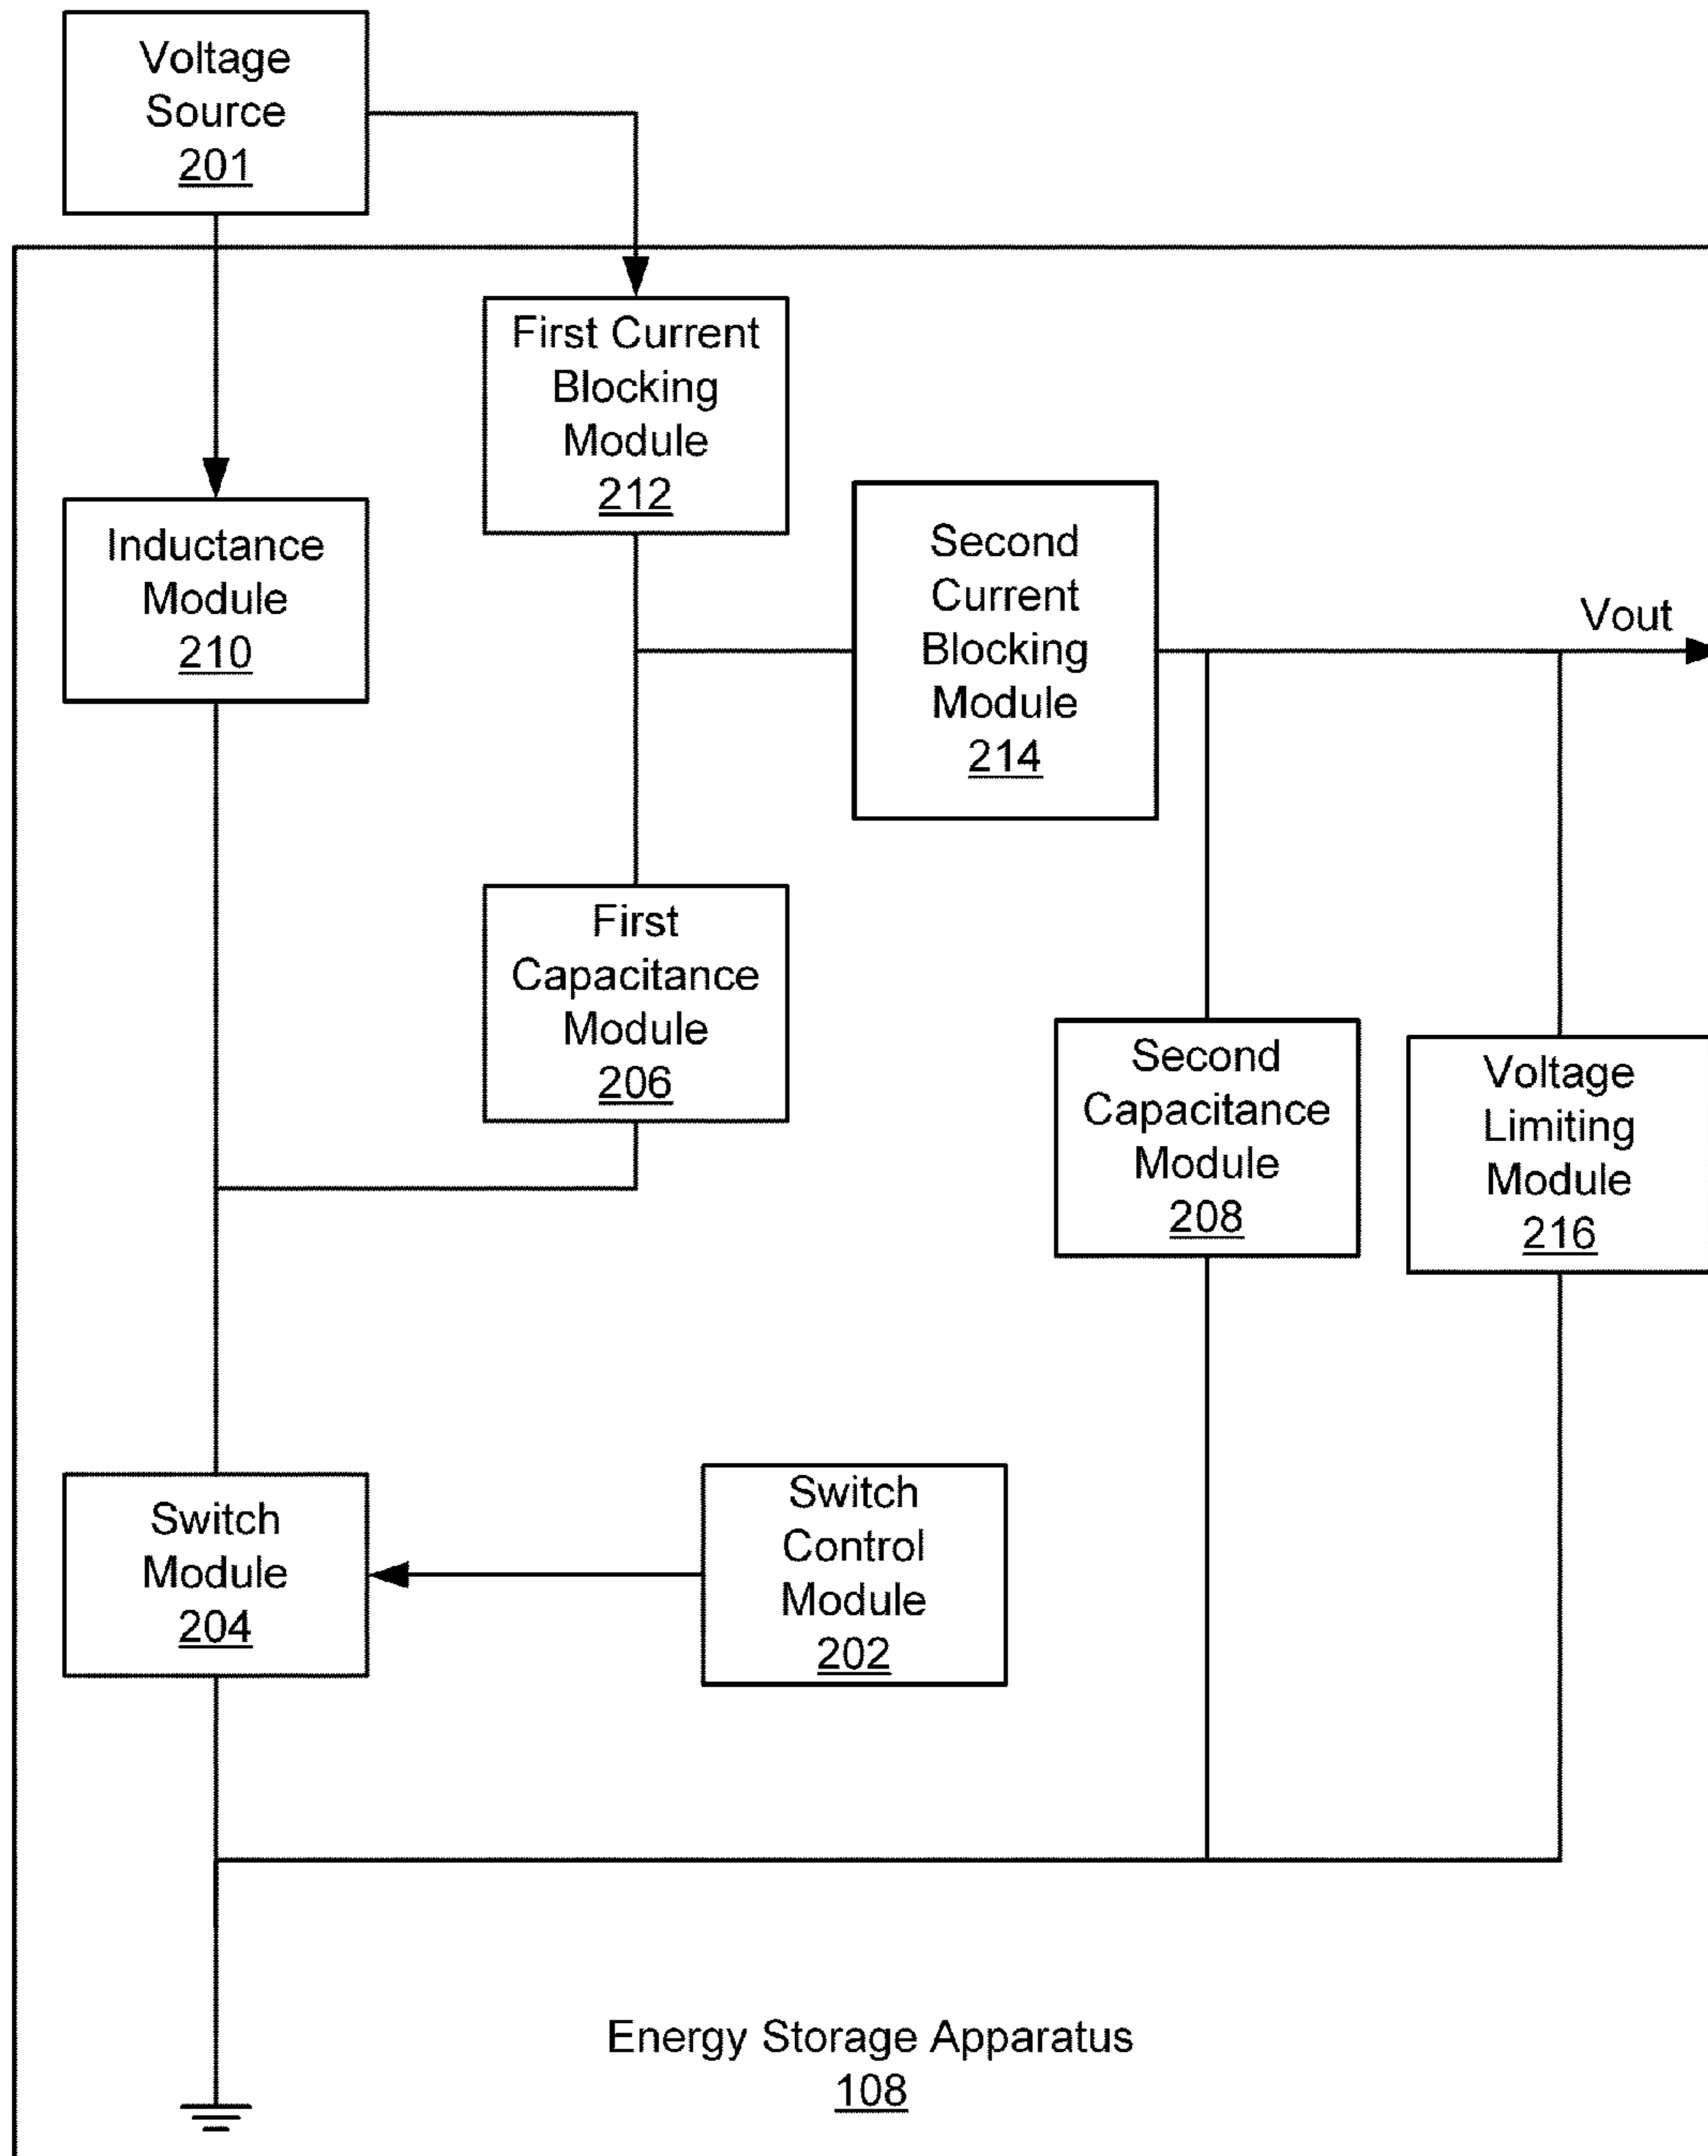 Voltage
Source
201
First Current
Blocking
Module
212
Inductance
Module
210
Second
Current
Blocking
Module
214
Vout
First
Capacitance
Module
206
Second
Capacitance
Module
208
Voltage
Limiting
Module
216
Switch
Module
204
Switch
Control
Module
202
Energy Storage Apparatus
108